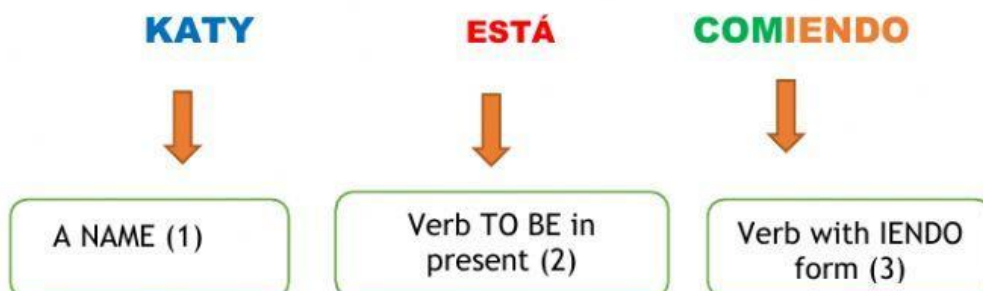 KATY ESTÁ COMIENDO
A NAME (1)
Verb TO BE in
present (2)
Verb with IENDO
form (3)